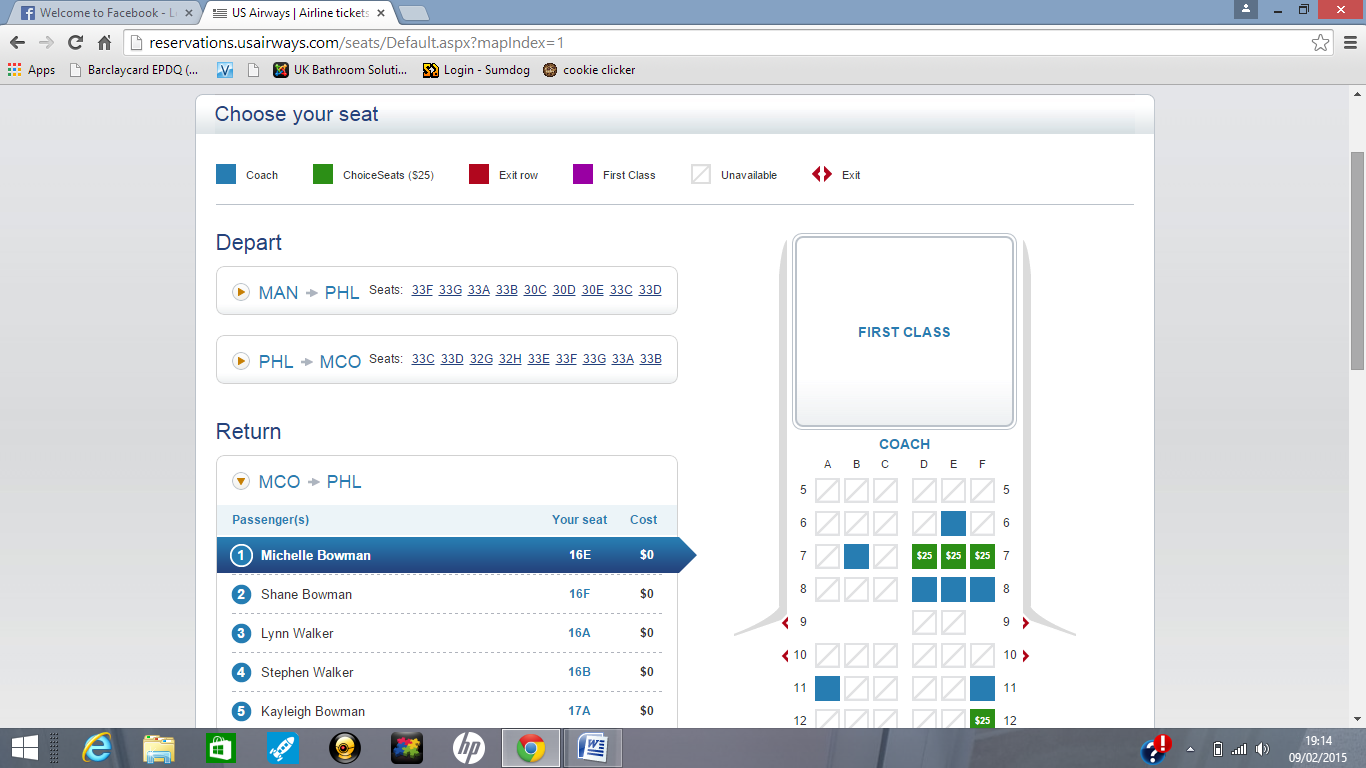 Welcome to Facebook - L
US Airways | Airline tickets
reservations.usairways.com/seats/Default.aspx?mapIndex=1
Apps Barclaycard EPDQ (... UK Bathroom Soluti... Login - Sumdog cookie clicker
Choose your seat
Coach ChoiceSeats ($25) Exit row First Class Unavailable Exit
Depart
MAN PHL Seats: 33F 33G 33A 33B 30C 30D 30E 33C 33D
PHL MCO Seats: 33C 33D 32G 32H 33E 33F 33G 33A 33B
Return
MCO PHL
Passenger(s) Your seat Cost
1 Michelle Bowman 16E $0
2 Shane Bowman 16F $0
3 Lynn Walker 16A $0
4 Stephen Walker 16B $0
5 Kayleigh Bowman 17A $0
FIRST CLASS
COACH
A B C D E F
5 5
6 6
7 $25 $25 $25 7
8 8
9 9
10 10
11 11
12 $25 12
hp
19:14
09/02/2015